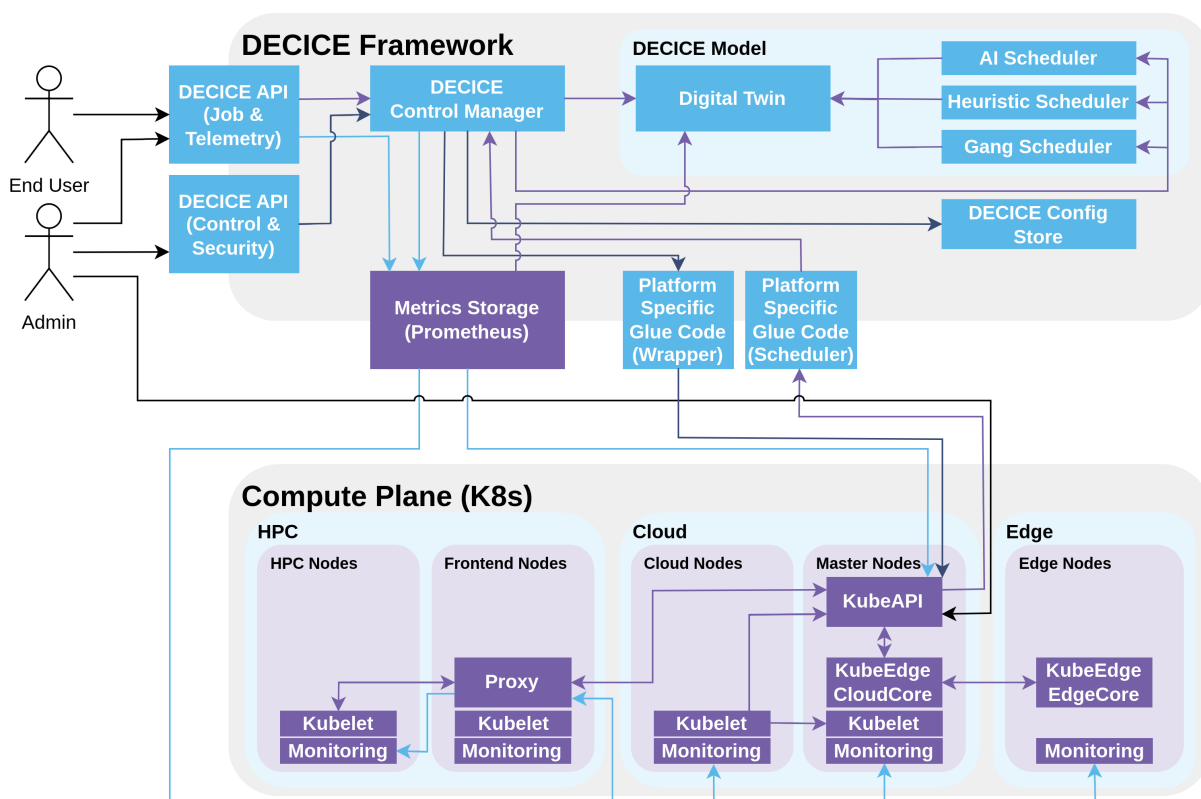 DECICE Framework
DECICE Model
DECICE API
(Job &
Telemetry)
DECICE
Control Manager
Digital Twin
AI Scheduler
Heuristic Scheduler
Gang Scheduler
End User
DECICE API
(Control &
Security)
DECICE Config
Store
Admin
Metrics Storage
(Prometheus)
Platform
Specific
Glue Code
(Wrapper)
Platform
Specific
Glue Code
(Scheduler)
Compute Plane (K8s)
HPC
HPC Nodes
Kubelet
Monitoring
Frontend Nodes
Proxy
Kubelet
Monitoring
Cloud
Cloud Nodes
Kubelet
Monitoring
Master Nodes
KubeAPI
KubeEdge
CloudCore
Kubelet
Monitoring
Edge
Edge Nodes
KubeEdge
EdgeCore
Monitoring